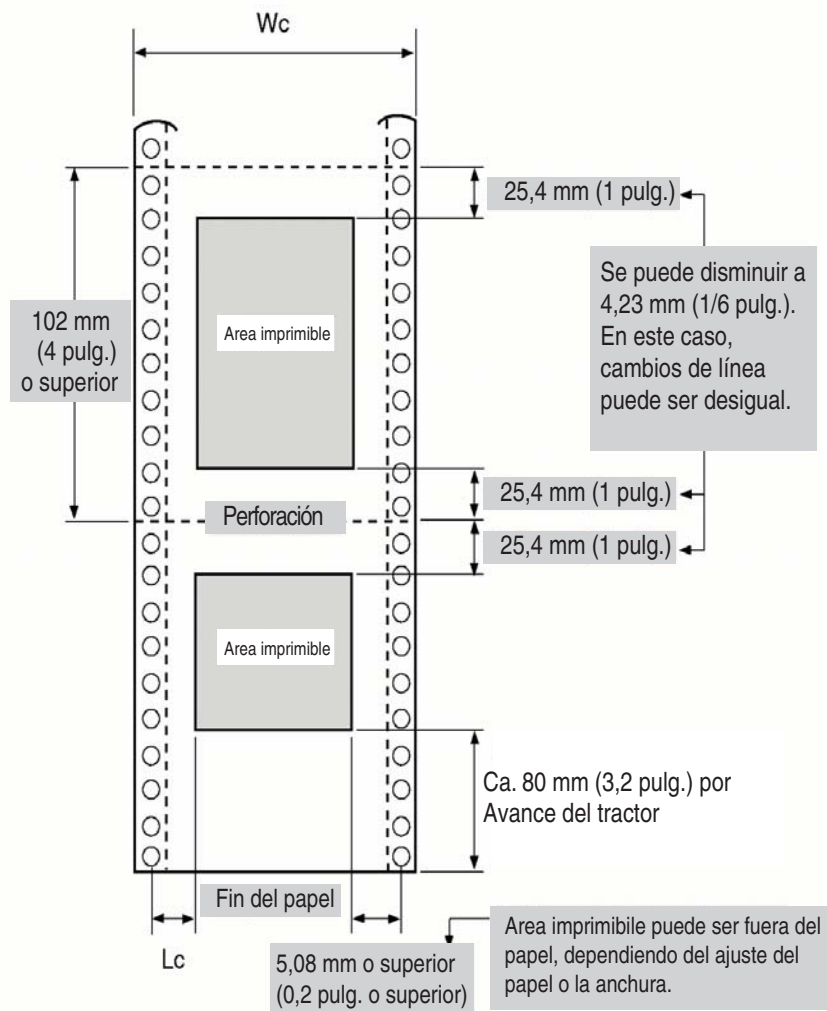 Wc
25,4 mm (1 pulg.)
Se puede disminuir a
4,23 mm (1/6 pulg.).
En este caso,
cambios de línea
puede ser desigual.
102 mm
(4 pulg.)
o superior
Area imprimible
25,4 mm (1 pulg.)
Perforación
25,4 mm (1 pulg.)
Area imprimible
Ca. 80 mm (3,2 pulg.) por
Avance del tractor
Fin del papel
Lc
5,08 mm o superior
(0,2 pulg. o superior)
Area imprimibile puede ser fuera del
papel, dependiendo del ajuste del
papel o la anchura.